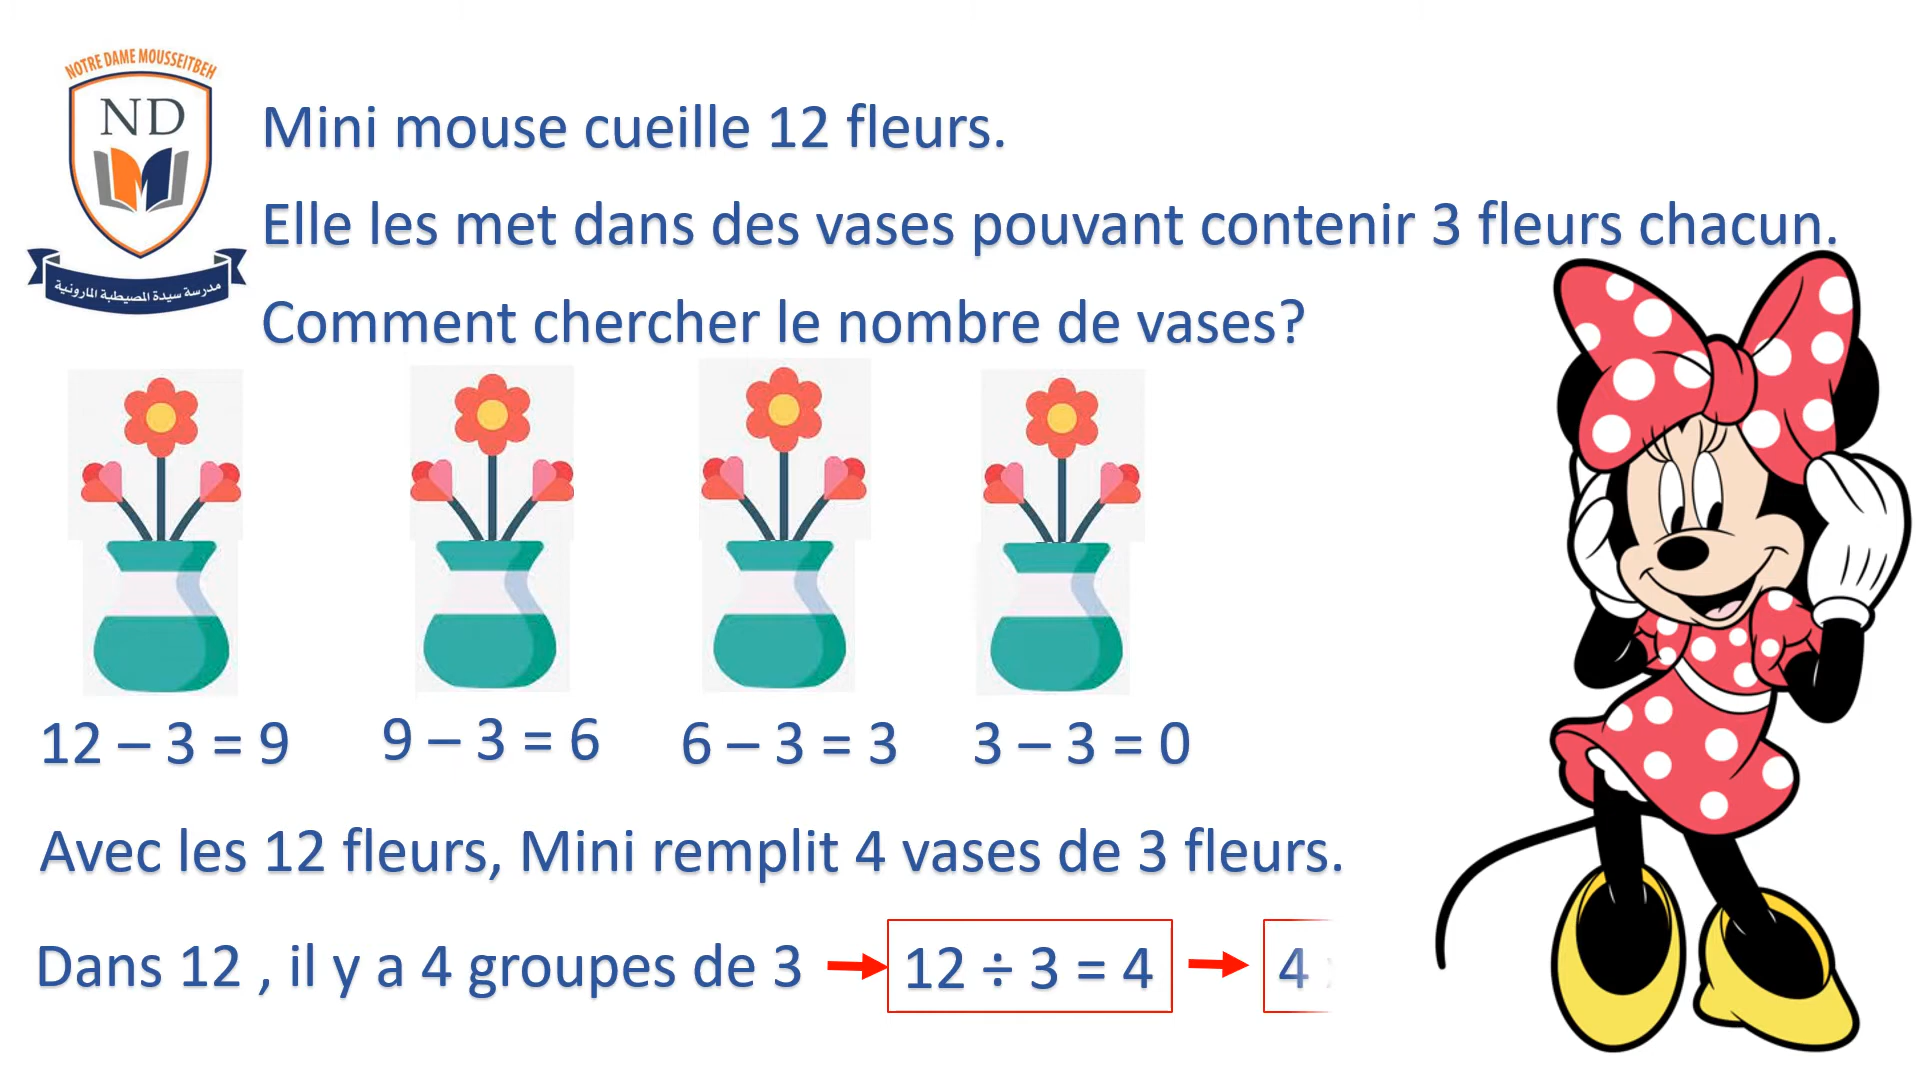 NOTRE DAME MOUSSEITBEH
ND
مدرسة سيدة المصيطبة المارونية
Mini mouse cueille 12 fleurs.
Elle les met dans des vases pouvant contenir 3 fleurs chacun.
Comment chercher le nombre de vases?
12 – 3 = 9
9 – 3 = 6
6 – 3 = 3
3 – 3 = 0
Avec les 12 fleurs, Mini remplit 4 vases de 3 fleurs.
Dans 12 , il y a 4 groupes de 3 → 12 ÷ 3 = 4 → 4